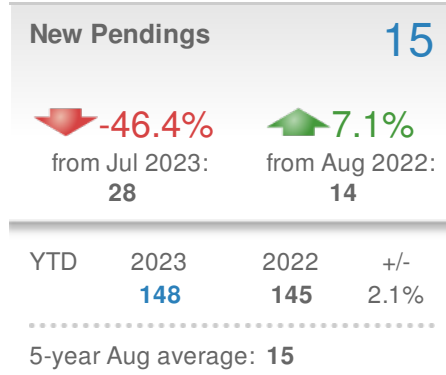 New Pendings 15
-46.4% 7.1%
from Jul 2023: from Aug 2022:
28 14
YTD 2023 2022 +/-
148 145 2.1%
5-year Aug average: 15